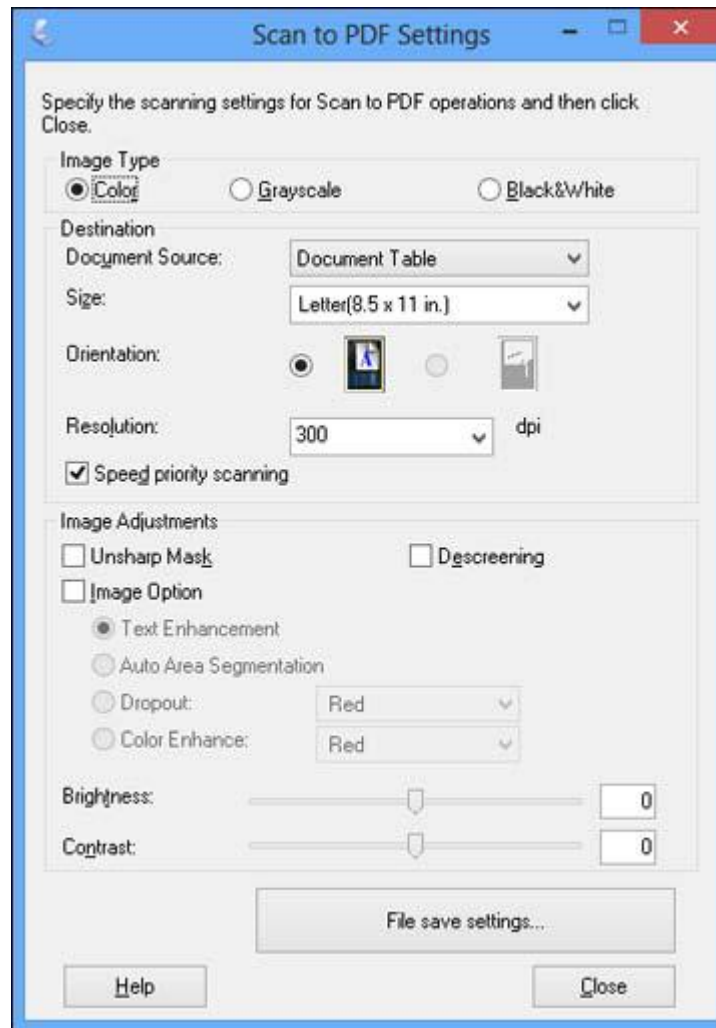 Scan to PDF Settings
Specify the scanning settings for Scan to PDF operations and then click
Close.
Image Type
Color Grayscale Black&White
Destination
Document Source: Document Table
Size: Letter(8.5 x 11 in.)
Orientation:
Resolution: 300 dpi
Speed priority scanning
Image Adjustments
Unsharp Mask Descreening
Image Option
Text Enhancement
Auto Area Segmentation
Dropout: Red
Color Enhance: Red
Brightness: 0
Contrast: 0
File save settings...
Help Close